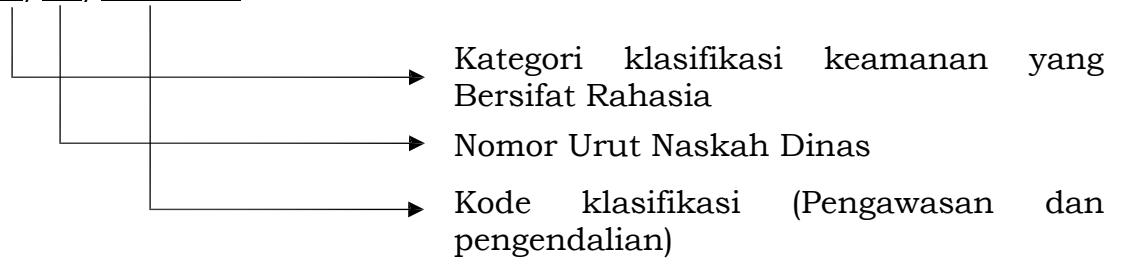 Kategori klasifikasi keamanan yang
Bersifat Rahasia
Nomor Urut Naskah Dinas
Kode klasifikasi (Pengawasan dan
pengendalian)